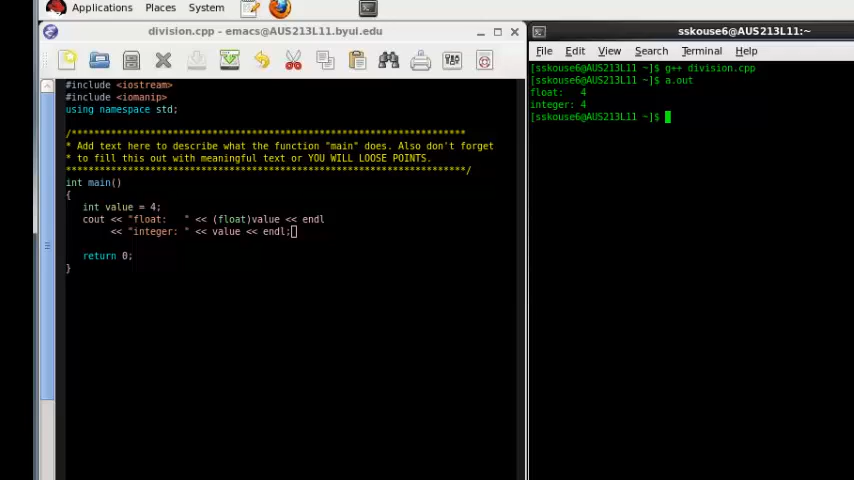 Applications Places System
division.cpp - emacs@AUS213L11.byui.edu
#include <iostream>
#include <iomanip>
using namespace std;
/**********************************************************************
* Add text here to describe what the function "main" does. Also don't forget
* to fill this out with meaningful text or YOU WILL LOOSE POINTS.
***********************************************************************/
int main()
{
int value = 4;
cout << "float:   " << (float)value << endl
<< "integer: " << value << endl;
return 0;
}
sskouse6@AUS213L11:~
File Edit View Search Terminal Help
[sskouse6@AUS213L11 ~]$ g++ division.cpp
[sskouse6@AUS213L11 ~]$ a.out
float:   4
integer: 4
[sskouse6@AUS213L11 ~]$